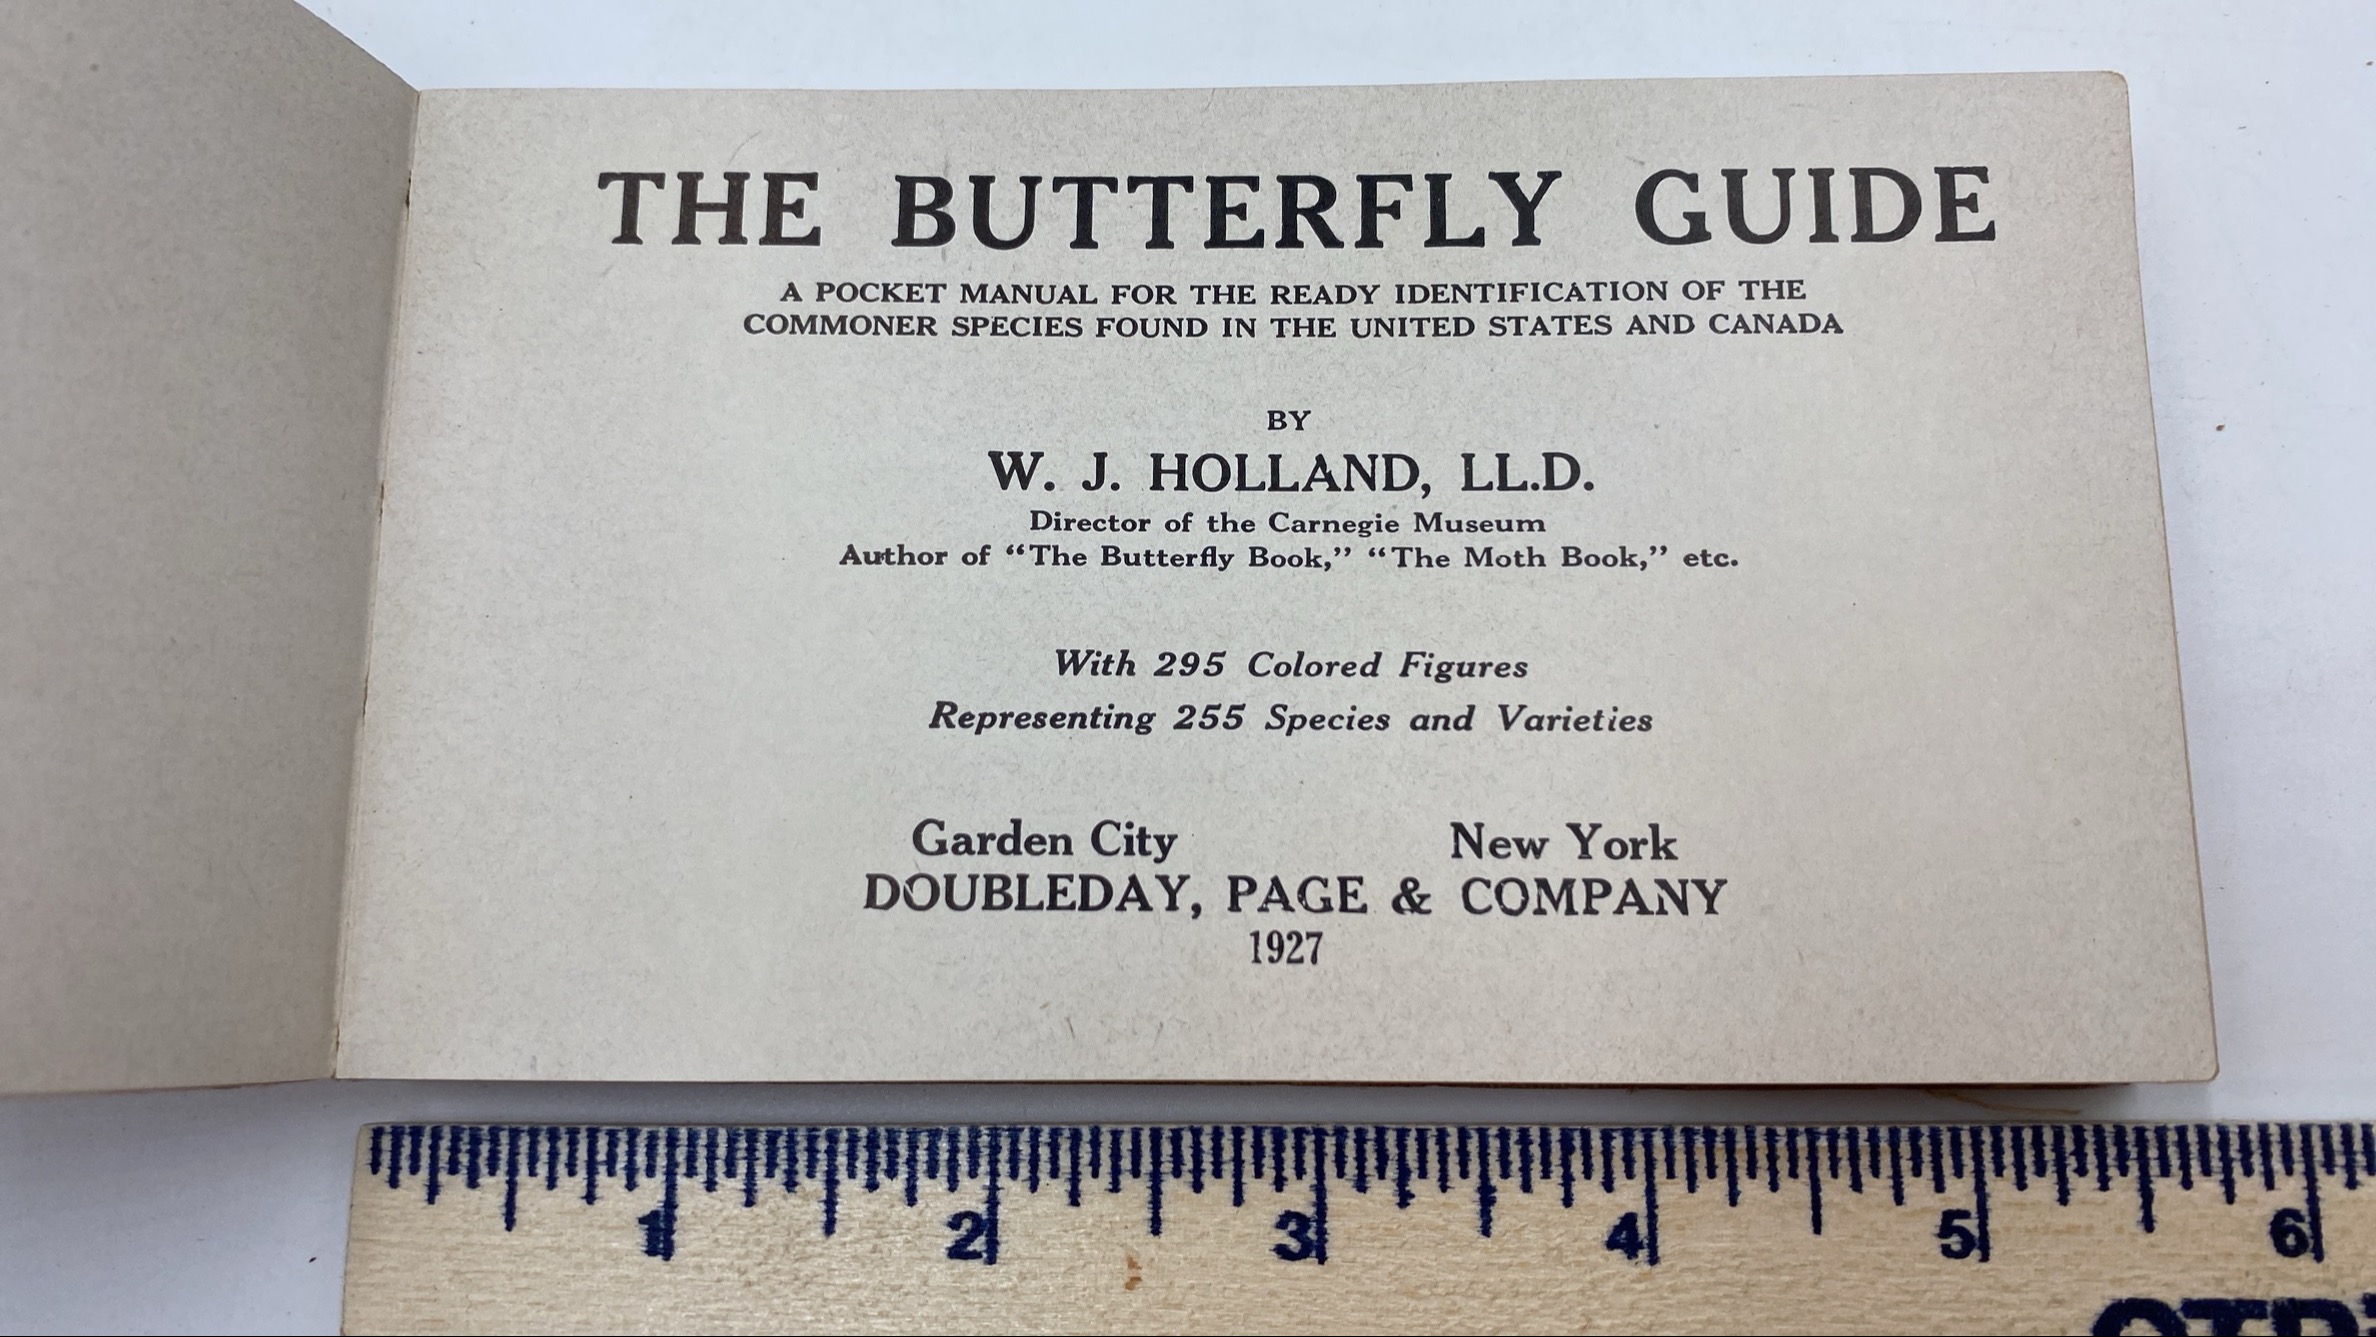 THE BUTTERFLY GUIDE
A POCKET MANUAL FOR THE READY IDENTIFICATION OF THE
COMMONER SPECIES FOUND IN THE UNITED STATES AND CANADA
BY
W. J. HOLLAND, LL.D.
Director of the Carnegie Museum
Author of “The Butterfly Book,” “The Moth Book,” etc.
With 295 Colored Figures
Representing 255 Species and Varieties
Garden City New York
DOUBLEDAY, PAGE & COMPANY
1927
1 2 3 4 5 6